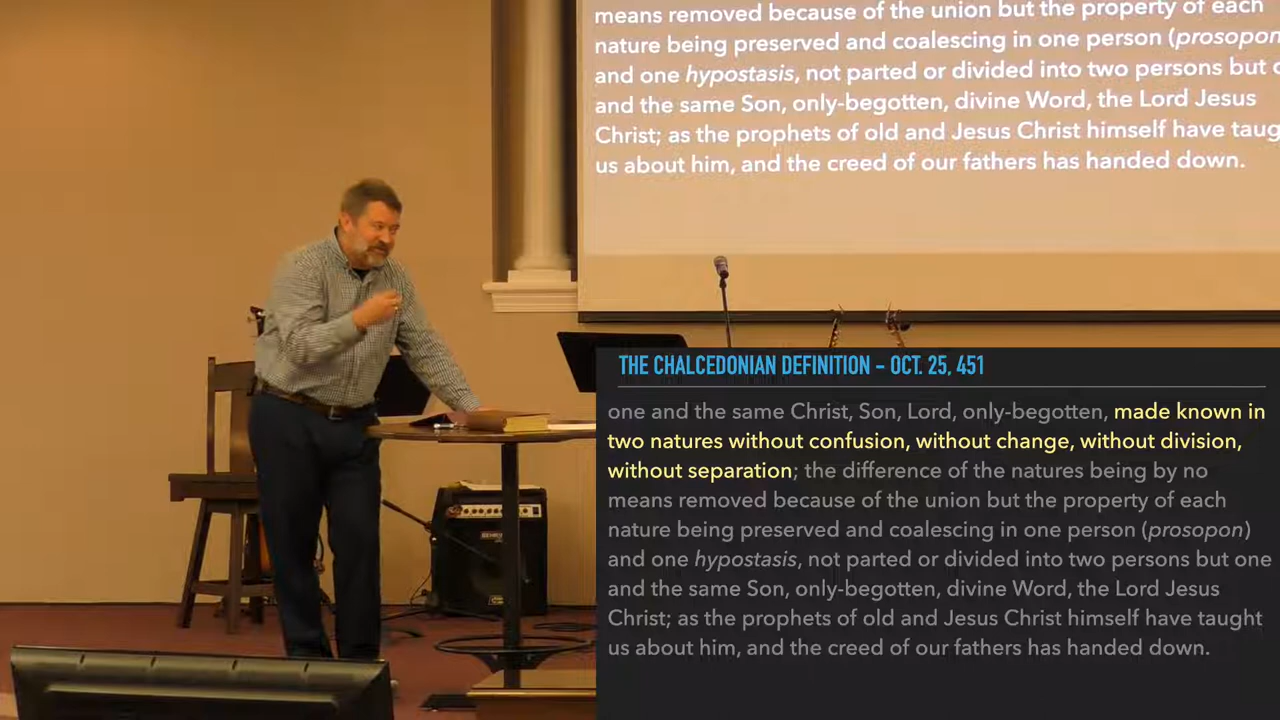 means removed because of the union but the property of each
nature being preserved and coalescing in one person (prosopon
and one hypostasis, not parted or divided into two persons but
and the same Son, only-begotten, divine Word, the Lord Jesus
Christ; as the prophets of old and Jesus Christ himself have taug
us about him, and the creed of our fathers has handed down.
THE CHALCEDONIAN DEFINITION – OCT. 25, 451
one and the same Christ, Son, Lord, only-begotten, made known in
two natures without confusion, without change, without division,
without separation; the difference of the natures being by no
means removed because of the union but the property of each
nature being preserved and coalescing in one person (prosopon)
and one hypostasis, not parted or divided into two persons but one
and the same Son, only-begotten, divine Word, the Lord Jesus
Christ; as the prophets of old and Jesus Christ himself have taught
us about him, and the creed of our fathers has handed down.